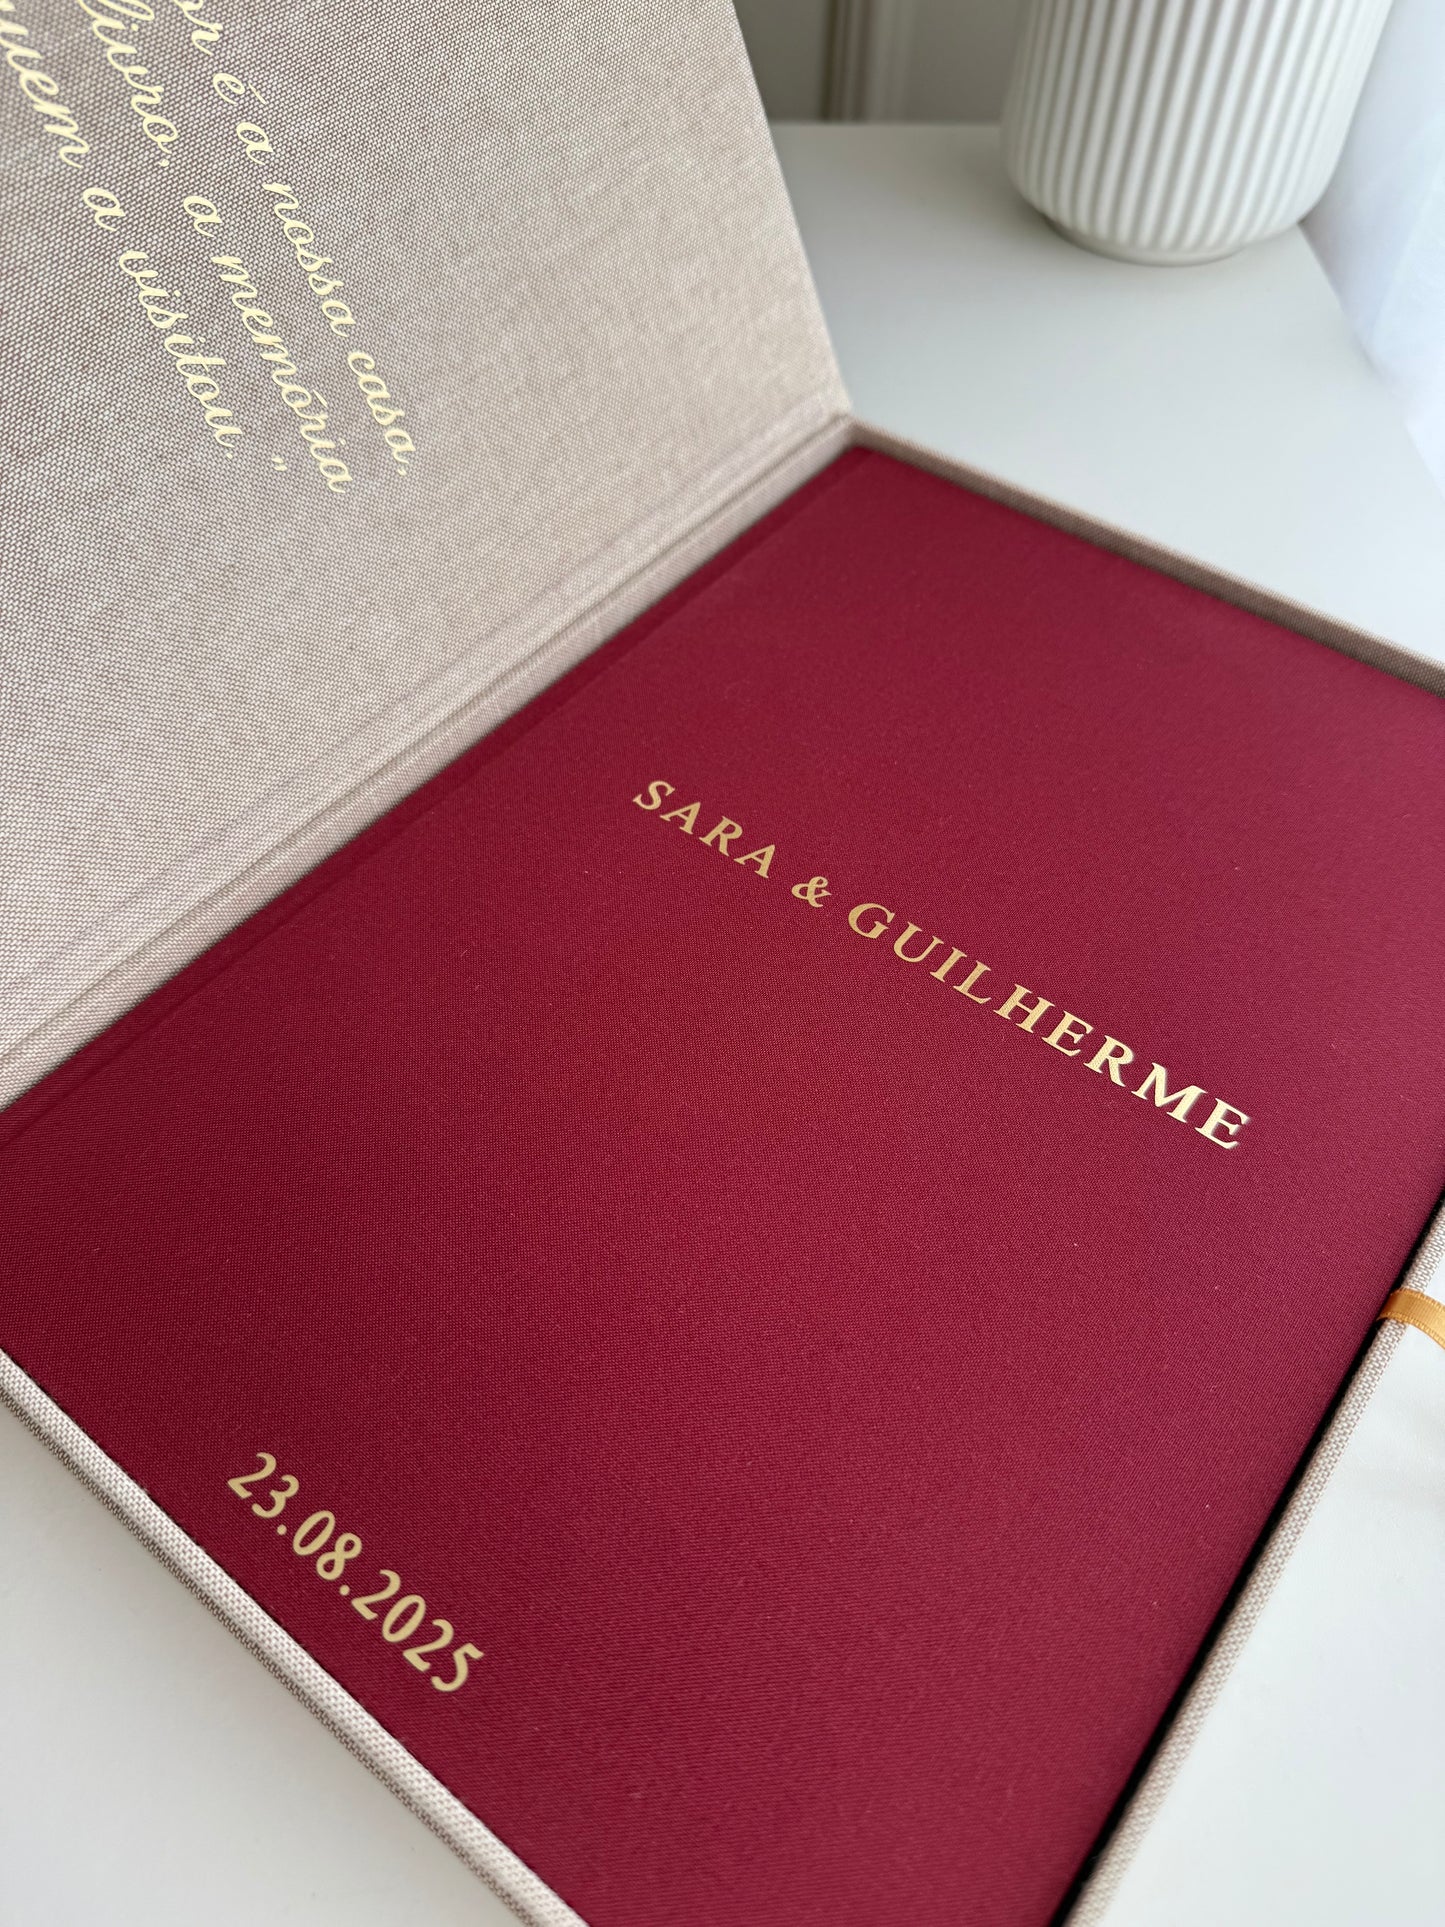 é a nossa casa,
livro, a memória
a visitou."
SARA & GUILHERME
23.08.2025